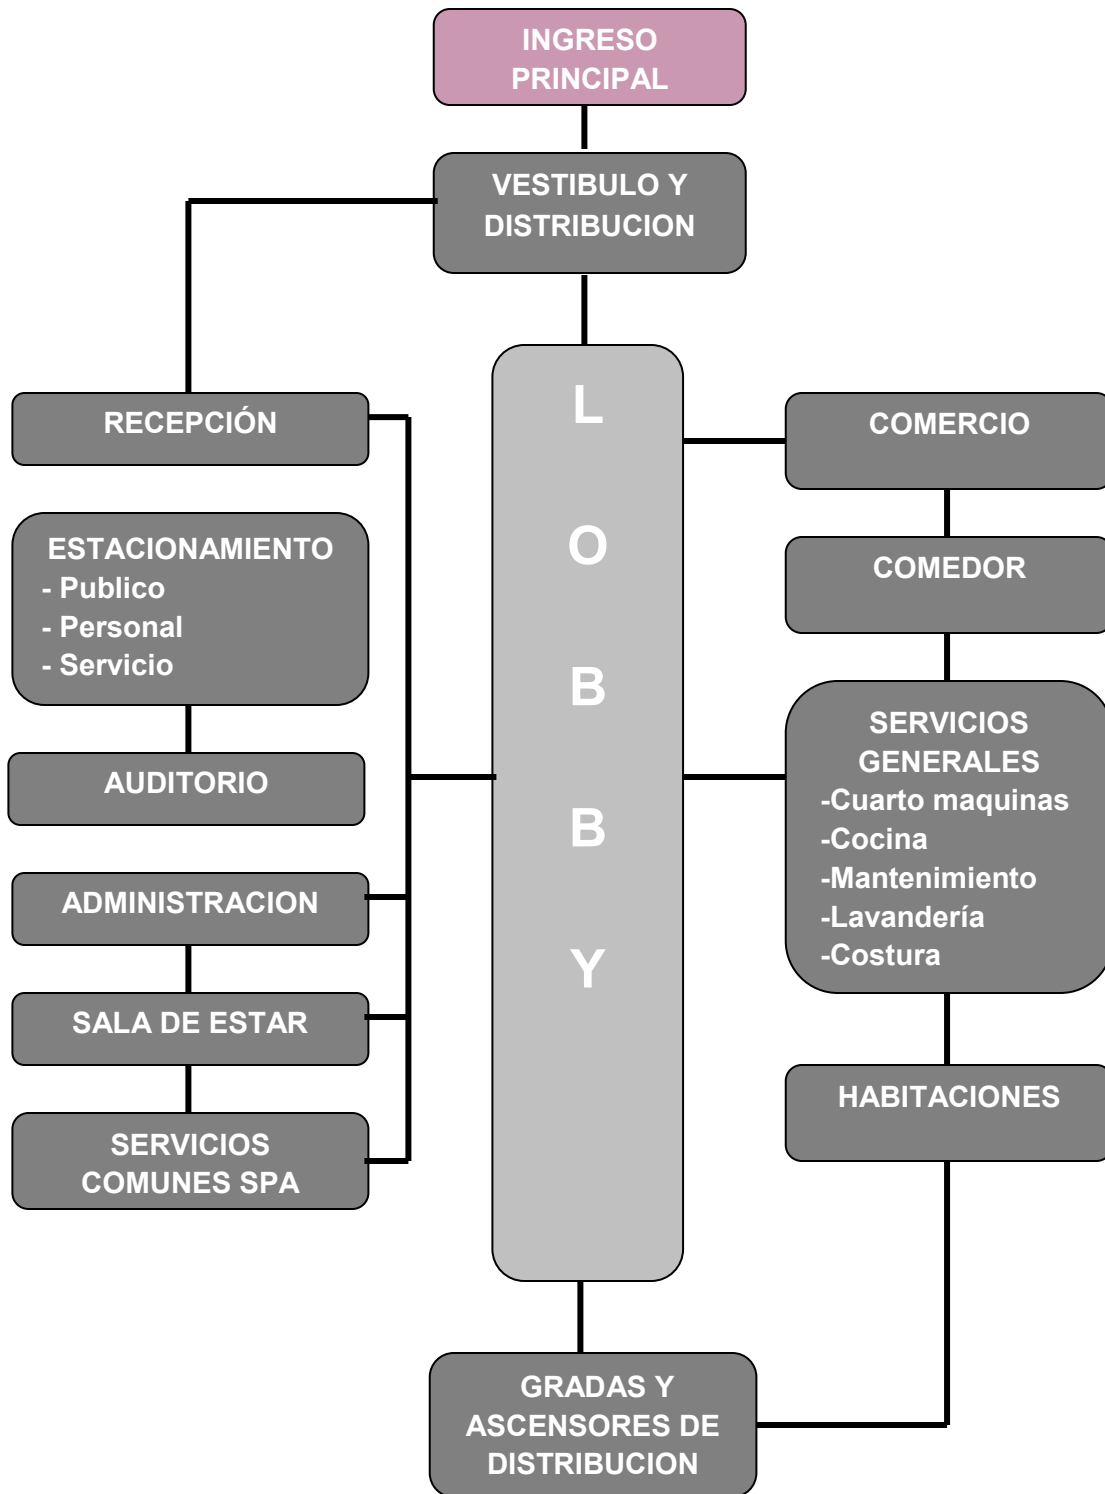 INGRESO
PRINCIPAL
VESTIBULO Y
DISTRIBUCION
L
O
B
B
Y
RECEPCIÓN
ESTACIONAMIENTO
- Publico
- Personal
- Servicio
AUDITORIO
ADMINISTRACION
SALA DE ESTAR
SERVICIOS
COMUNES SPA
COMERCIO
COMEDOR
SERVICIOS
GENERALES
-Cuarto maquinas
-Cocina
-Mantenimiento
-Lavandería
-Costura
HABITACIONES
GRADAS Y
ASCENSORES DE
DISTRIBUCION